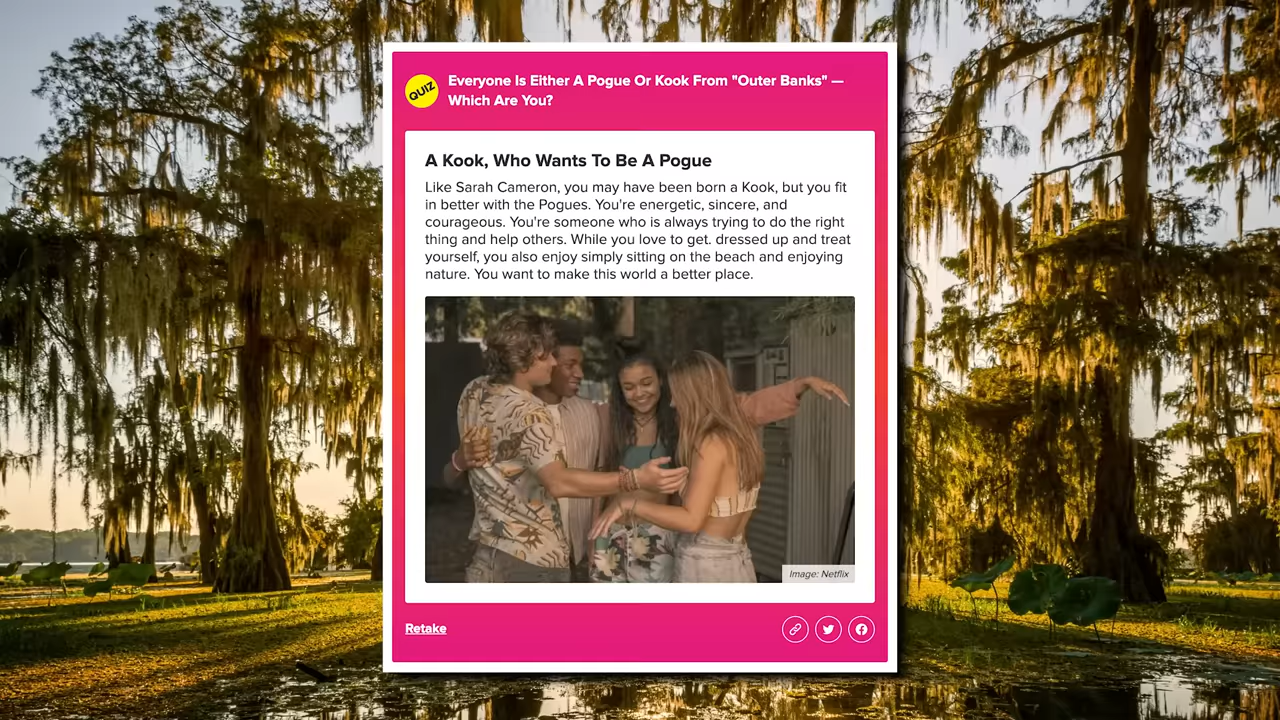 QUIZ
Everyone Is Either A Pogue Or Kook From "Outer Banks" —
Which Are You?
A Kook, Who Wants To Be A Pogue
Like Sarah Cameron, you may have been born a Kook, but you fit
in better with the Pogues. You're energetic, sincere, and
courageous. You're someone who is always trying to do the right
thing and help others. While you love to get. dressed up and treat
yourself, you also enjoy simply sitting on the beach and enjoying
nature. You want to make this world a better place.
Image: Netflix
Retake